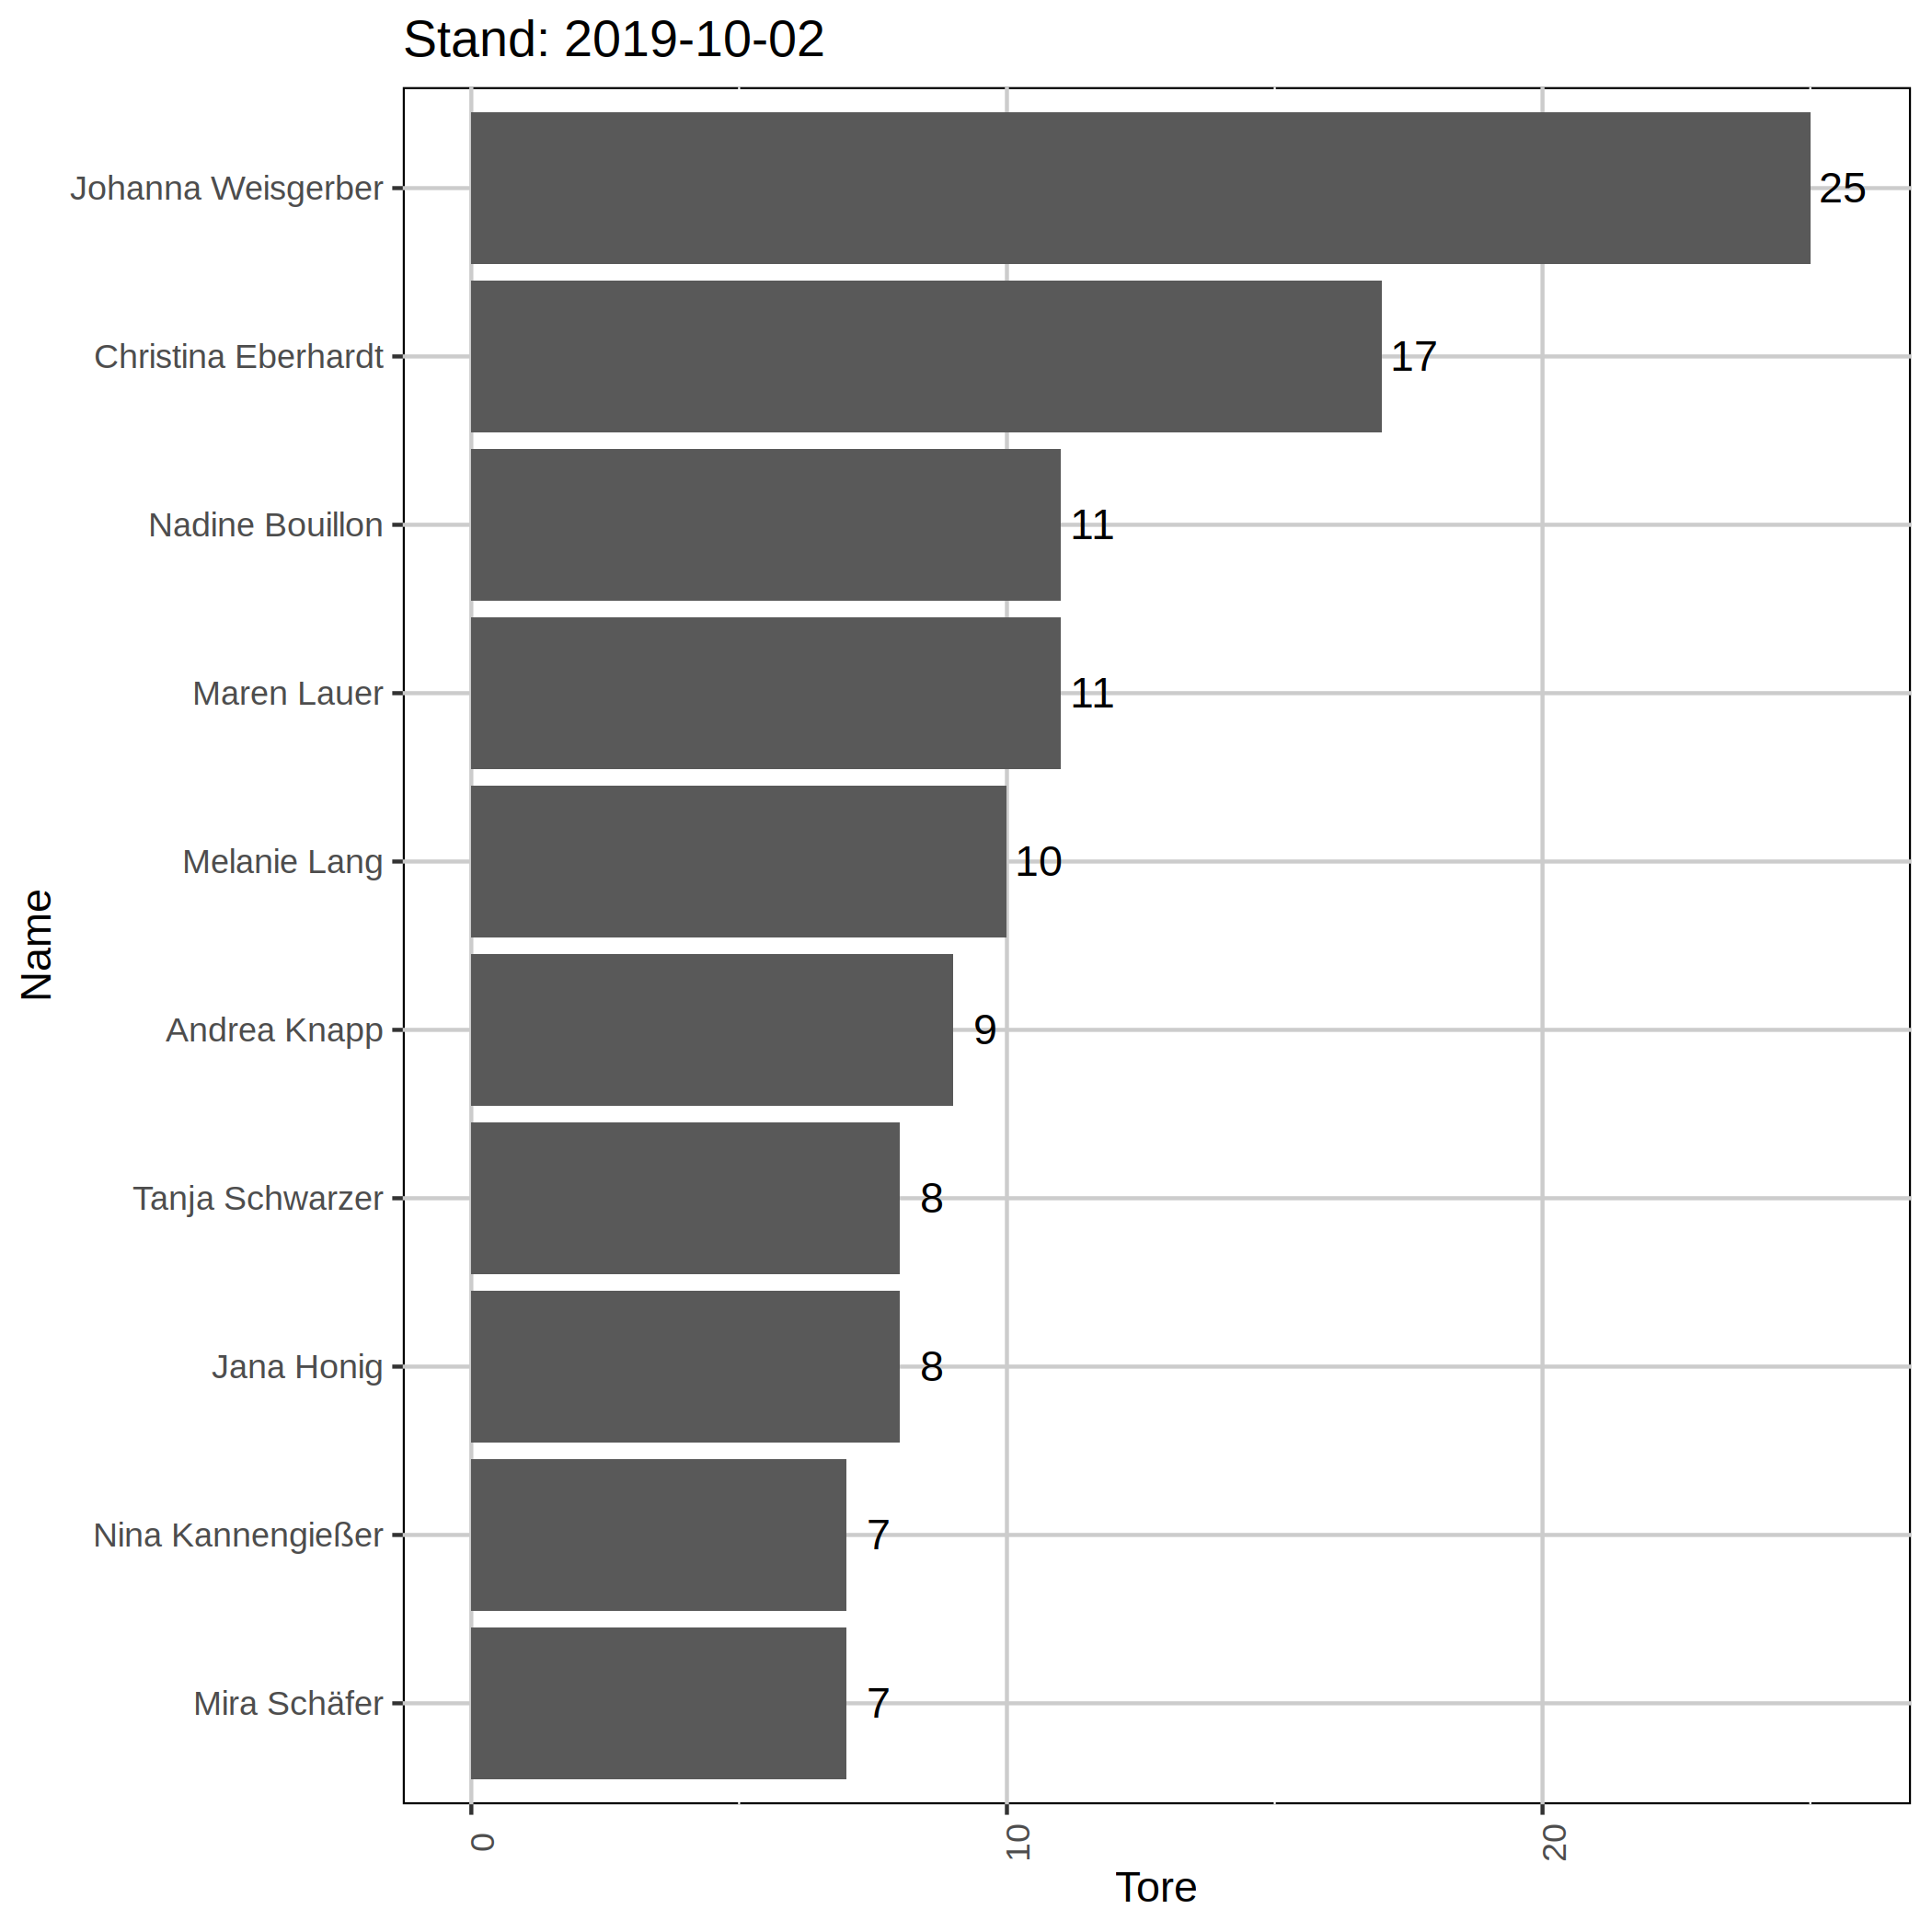 Stand: 2019-10-02
Johanna Weisgerber 25
Christina Eberhardt 17
Nadine Bouillon 11
Maren Lauer 11
Melanie Lang 10
Andrea Knapp 9
Tanja Schwarzer 8
Jana Honig 8
Nina Kannengießer 7
Mira Schäfer 7
Name
0 10 20
Tore